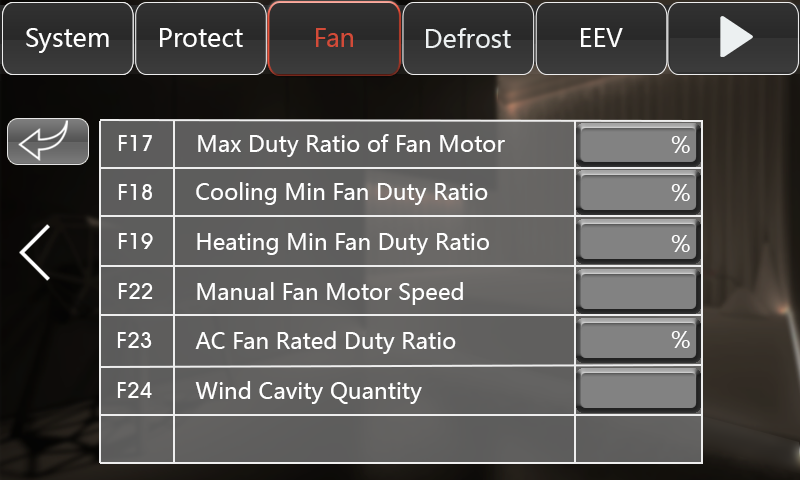 System Protect Fan Defrost EEV
F17 Max Duty Ratio of Fan Motor %
F18 Cooling Min Fan Duty Ratio %
F19 Heating Min Fan Duty Ratio %
F22 Manual Fan Motor Speed
F23 AC Fan Rated Duty Ratio %
F24 Wind Cavity Quantity